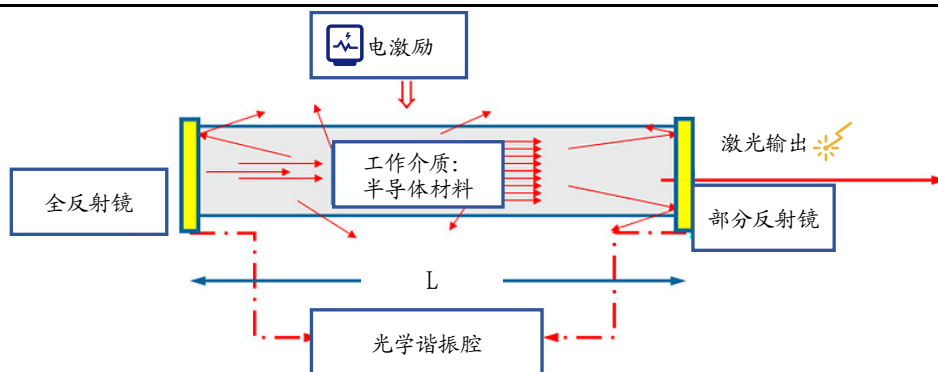 电激励
激光输出
工作介质:
半导体材料
全反射镜
部分反射镜
L
光学谐振腔